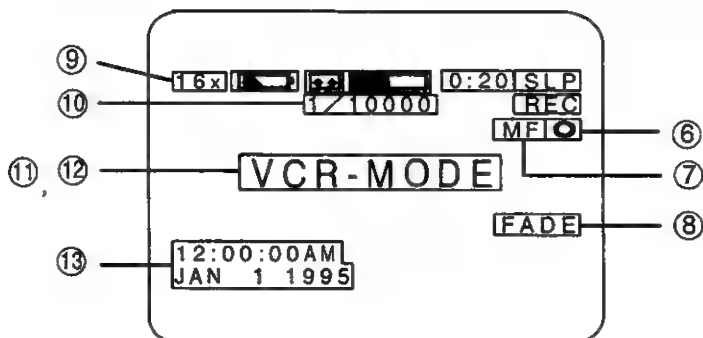 ⑨ 16x 0:20 SLP
⑩ 1/10000 REC
MF ⑥
⑦
⑪, ⑫ VCR-MODE
FADE ⑧
⑬ 12:00:00AM
JAN 1 1995